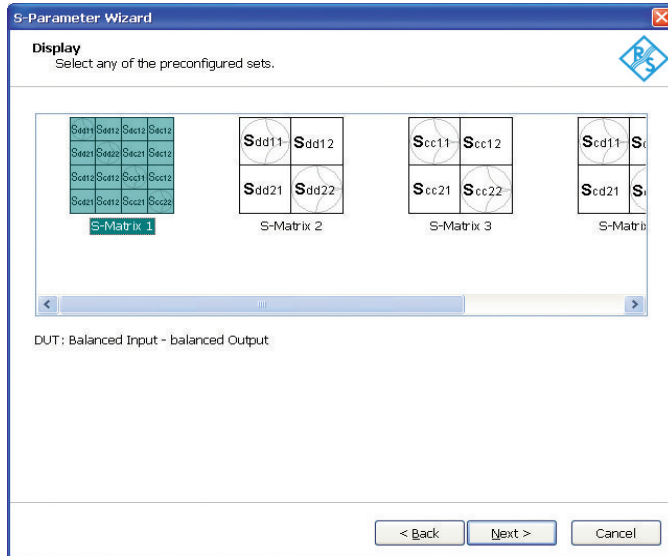 S-Parameter Wizard
Display
Select any of the preconfigured sets.
R S
Sdd11 Sdd12 Sdc12 Sdc12
Sdd21 Sdd22 Sdc21 Sdc12
Scd12 Scd12 Scc11 Scc12
Scd21 Scd12 Scc21 Scc22
S-Matrix 1
Sdd11 Sdd12
Sdd21 Sdd22
S-Matrix 2
Scc11 Scc12
Scc21 Scc22
S-Matrix 3
Scd11
Scd21
S-Matrix
DUT: Balanced Input - balanced Output
< Back Next > Cancel